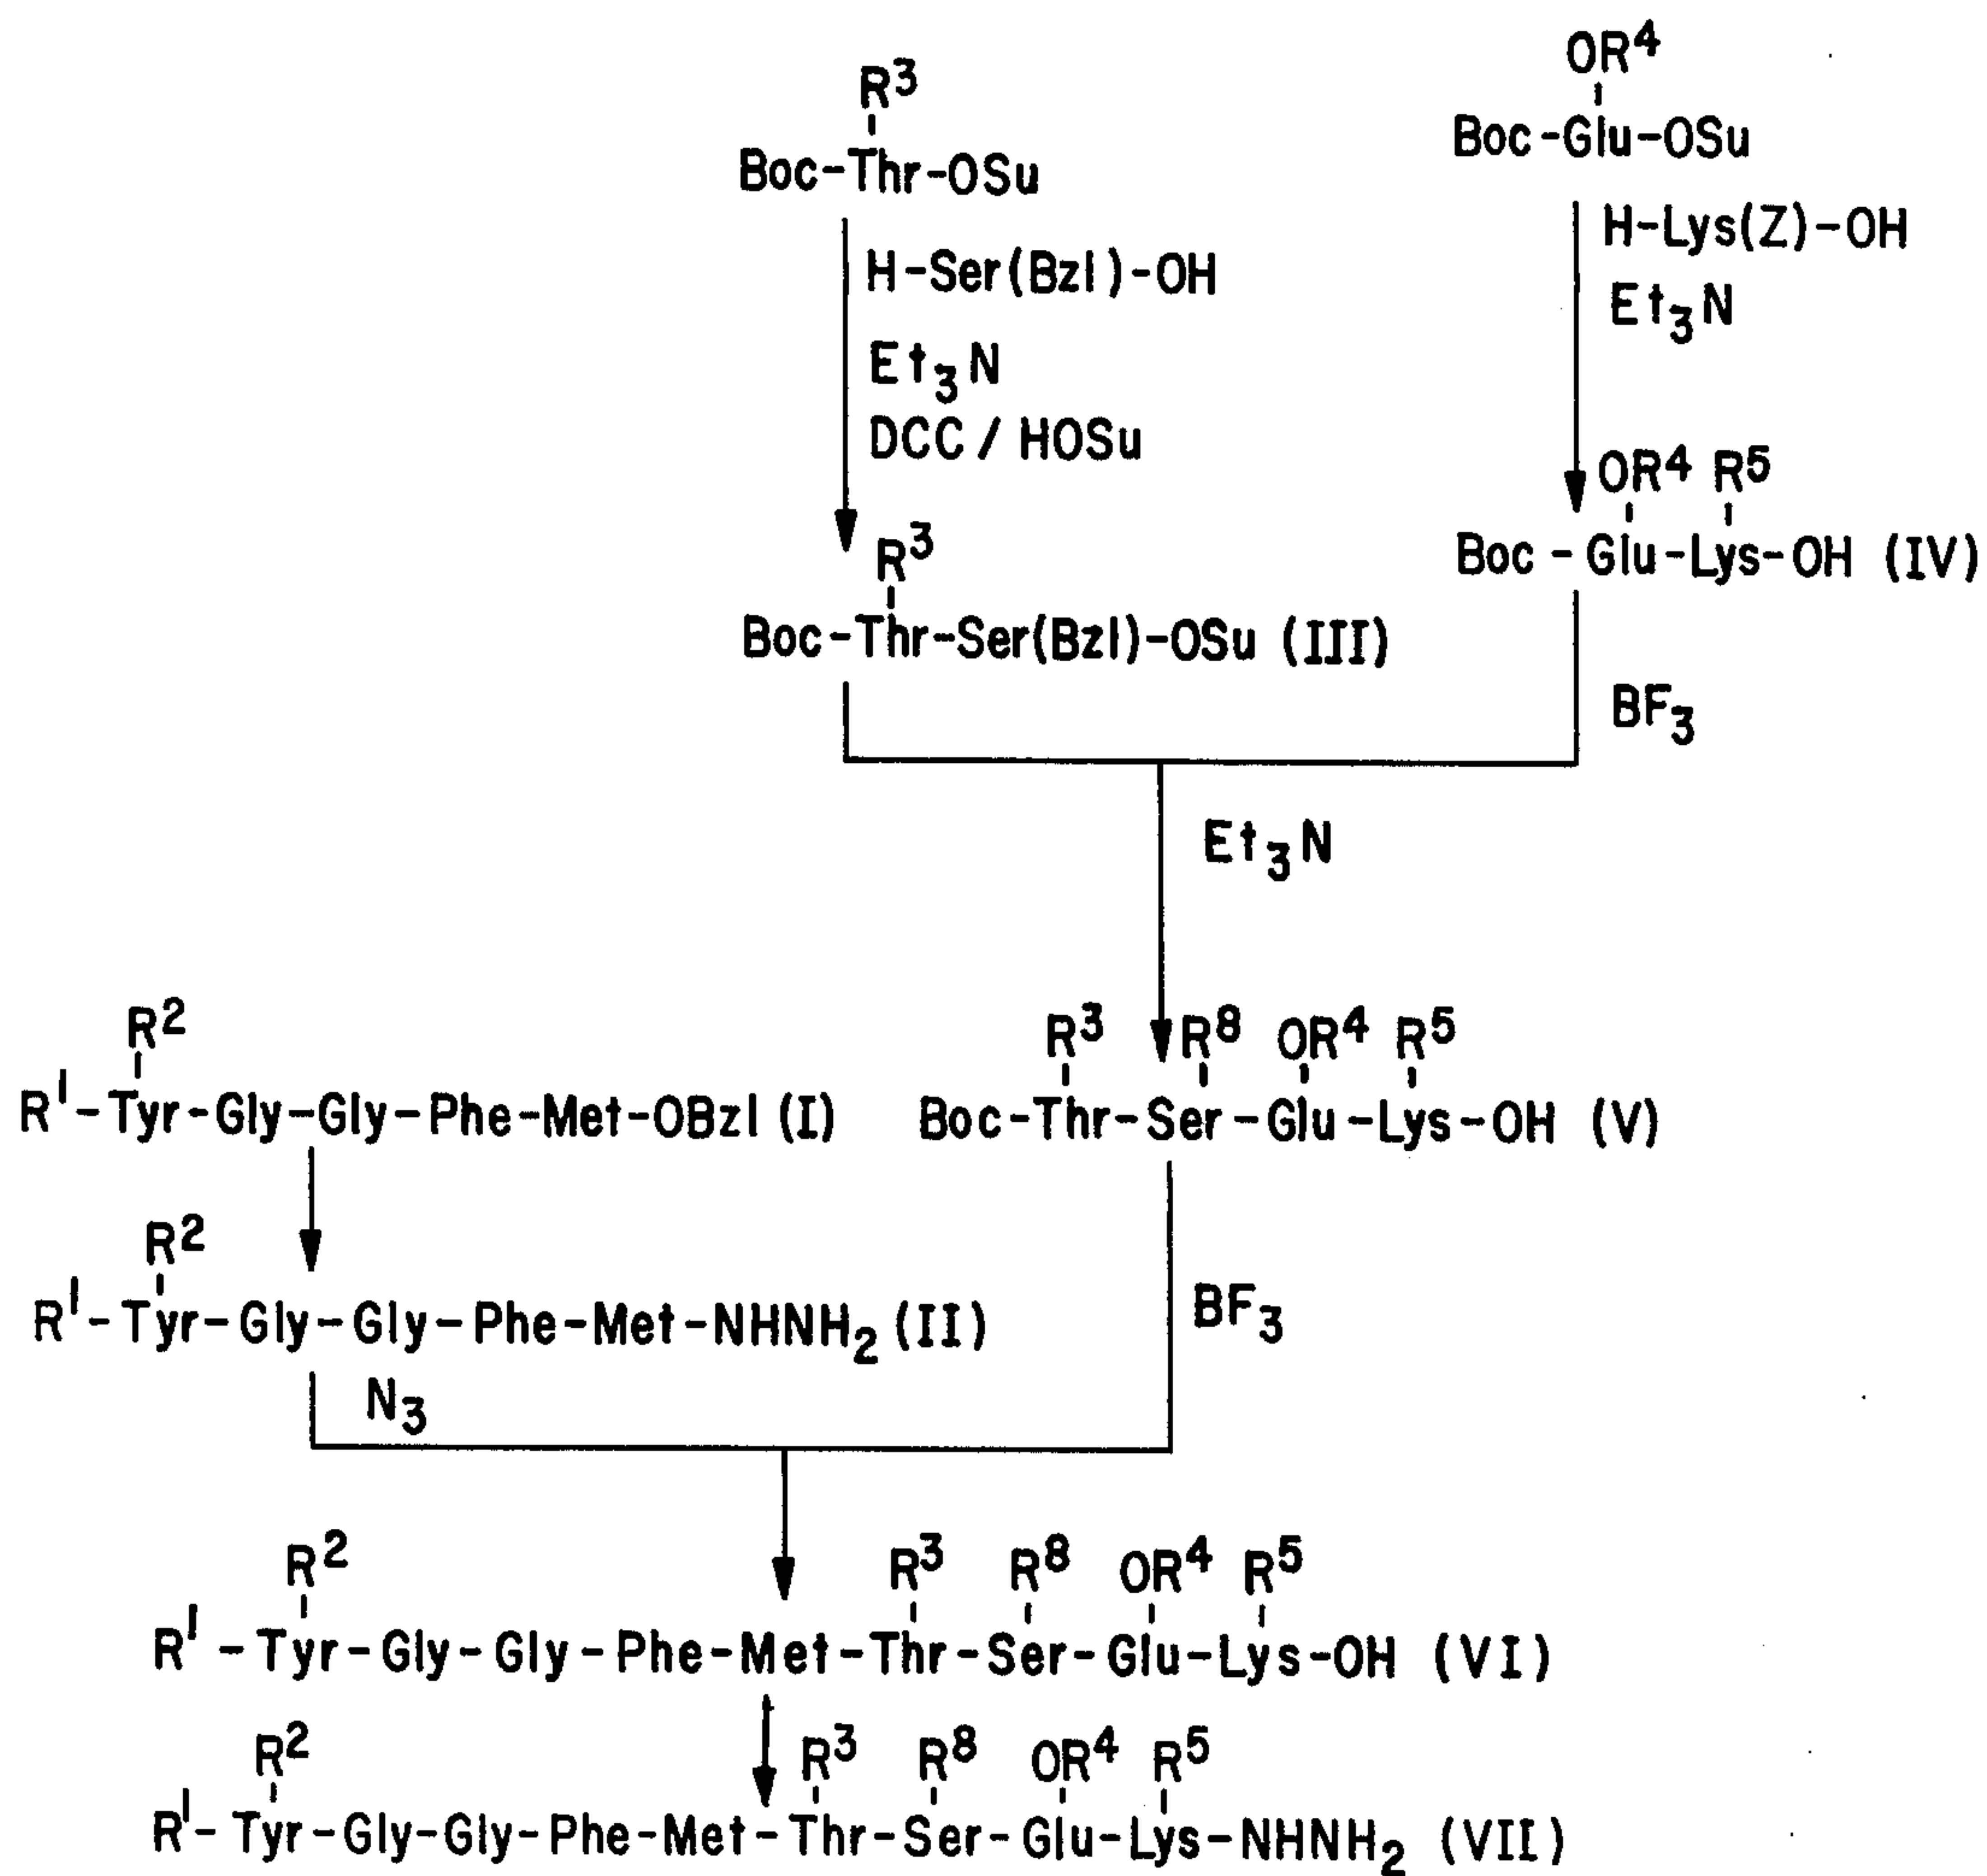 OR4
R3
Boc-Glu-OSu
Boc-Thr-OSu
H-Lys(Z)-OH
H-Ser(Bzl)-OH
Et3N
Et3N
DCC / HOSu
OR4 R5
R3
Boc-Glu-Lys-OH (IV)
Boc-Thr-Ser(Bzl)-OSu (III)
BF3
Et3N
R2
R3 R8 OR4 R5
R1-Tyr-Gly-Gly-Phe-Met-OBzl (I)
Boc-Thr-Ser-Glu-Lys-OH (V)
R2
R1-Tyr-Gly-Gly-Phe-Met-NHNH2 (II)
BF3
N3
R2 R3 R8 OR4 R5
R1-Tyr-Gly-Gly-Phe-Met-Thr-Ser-Glu-Lys-OH (VI)
R2 R3 R8 OR4 R5
R1-Tyr-Gly-Gly-Phe-Met-Thr-Ser-Glu-Lys-NHNH2 (VII)